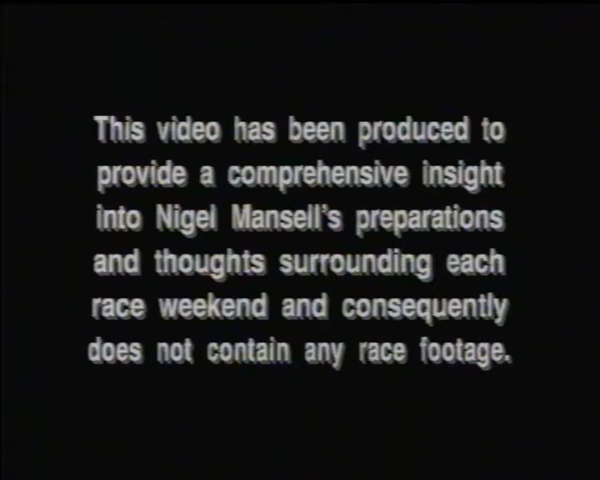 This video has been produced to
provide a comprehensive insight
into Nigel Mansell's preparations
and thoughts surrounding each
race weekend and consequently
does not contain any race footage.